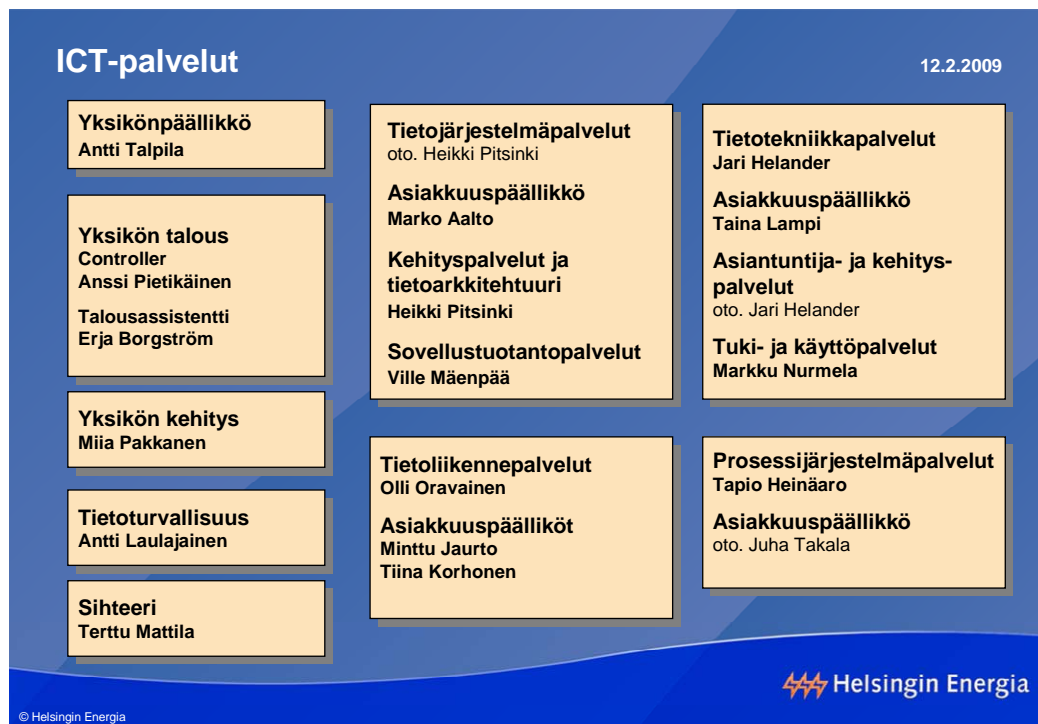 ICT-palvelut
12.2.2009
Yksikönpäällikkö
Antti Talpila
Yksikön talous
Controller
Anssi Pietikäinen
Talousassistentti
Erja Borgström
Yksikön kehitys
Miia Pakkanen
Tietoturvallisuus
Antti Laulajainen
Sihteeri
Terttu Mattila
Tietojärjestelmäpalvelut
oto. Heikki Pitsinki
Asiakkuuspäällikkö
Marko Aalto
Kehityspalvelut ja
tietoarkkitehtuuri
Heikki Pitsinki
Sovellustuotantopalvelut
Ville Mäenpää
Tietoliikennepalvelut
Olli Oravainen
Asiakkuuspäälliköt
Minttu Jaurto
Tiina Korhonen
Tietotekniikkapalvelut
Jari Helander
Asiakkuuspäällikkö
Taina Lampi
Asiantuntija- ja kehitys-
palvelut
oto. Jari Helander
Tuki- ja käyttöpalvelut
Markku Nurmela
Prosessijärjestelmäpalvelut
Tapio Heinäaro
Asiakkuuspäällikkö
oto. Juha Takala
Helsingin Energia
© Helsingin Energia